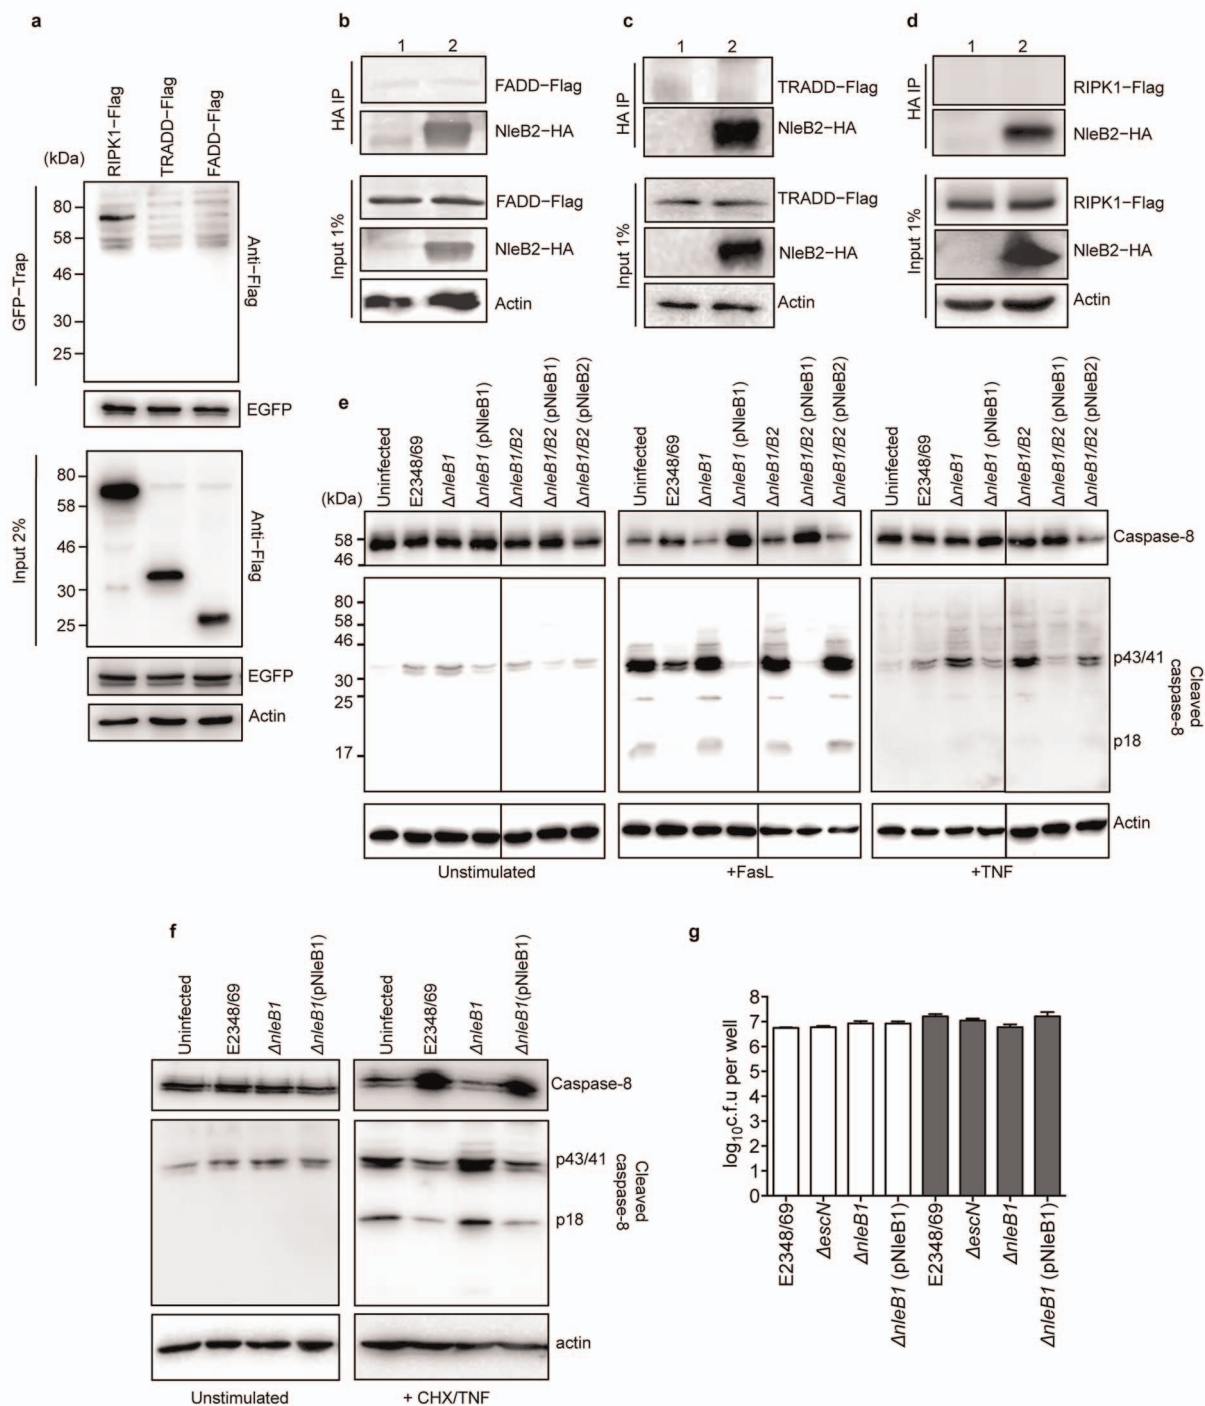 a
RIPK1–Flag
TRADD–Flag
FADD–Flag
(kDa)
80
58
46
30
25
GFP–Trap
Anti–Flag
EGFP
80
58
46
30
25
Input 2%
Anti–Flag
EGFP
Actin
b
1 2
HA IP
FADD–Flag
NleB2–HA
Input 1%
FADD–Flag
NleB2–HA
Actin
c
1 2
HA IP
TRADD–Flag
NleB2–HA
Input 1%
TRADD–Flag
NleB2–HA
Actin
d
1 2
HA IP
RIPK1–Flag
NleB2–HA
Input 1%
RIPK1–Flag
NleB2–HA
Actin
e
Uninfected
E2348/69
ΔnleB1
ΔnleB1 (pNleB1)
ΔnleB1/B2
ΔnleB1/B2 (pNleB1)
ΔnleB1/B2 (pNleB2)
Uninfected
E2348/69
ΔnleB1
ΔnleB1 (pNleB1)
ΔnleB1/B2
ΔnleB1/B2 (pNleB1)
ΔnleB1/B2 (pNleB2)
Uninfected
E2348/69
ΔnleB1
ΔnleB1 (pNleB1)
ΔnleB1/B2
ΔnleB1/B2 (pNleB1)
ΔnleB1/B2 (pNleB2)
(kDa)
58
46
Caspase-8
80
58
46
30
25
17
p43/41
p18
Cleaved
caspase-8
Actin
Unstimulated
+FasL
+TNF
f
Uninfected
E2348/69
ΔnleB1
ΔnleB1(pNleB1)
Uninfected
E2348/69
ΔnleB1
ΔnleB1(pNleB1)
Caspase-8
p43/41
p18
Cleaved
caspase-8
actin
Unstimulated
+ CHX/TNF
g
log10c.f.u per well
8
7
6
5
4
3
2
1
0
E2348/69
ΔescN
ΔnleB1
ΔnleB1 (pNleB1)
E2348/69
ΔescN
ΔnleB1
ΔnleB1 (pNleB1)